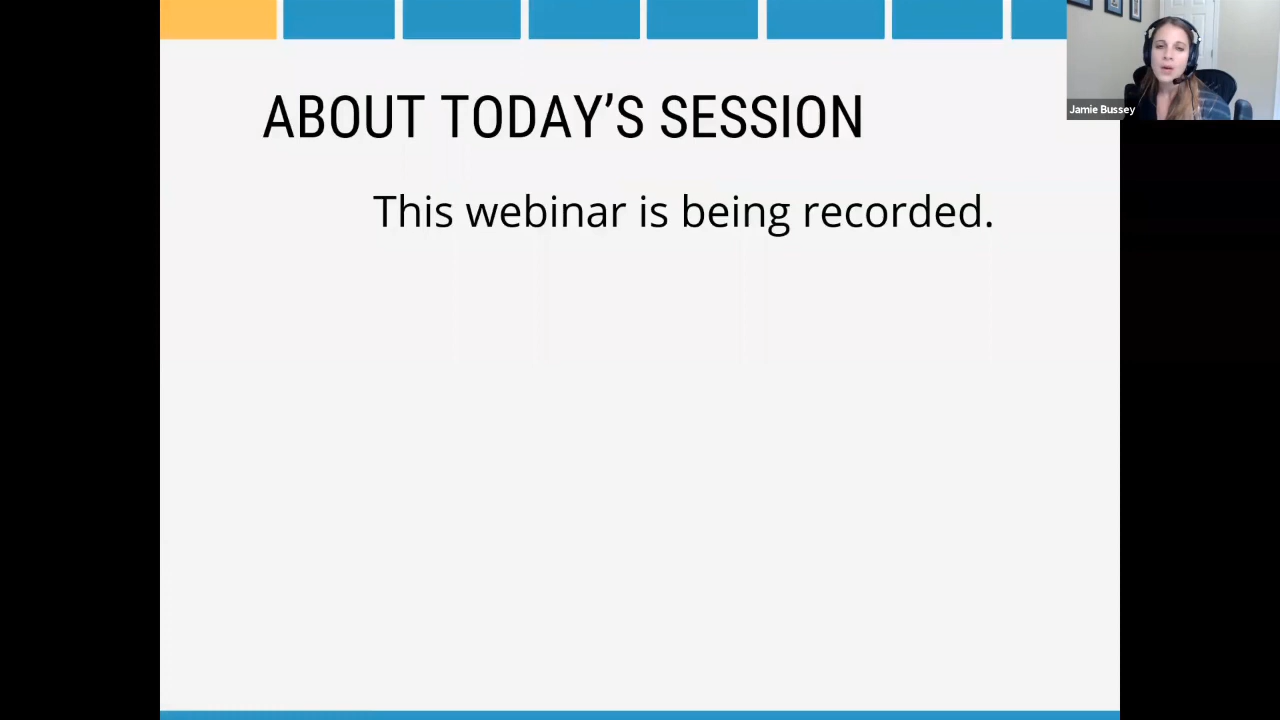 ABOUT TODAY’S SESSION
This webinar is being recorded.
Jamie Bussey